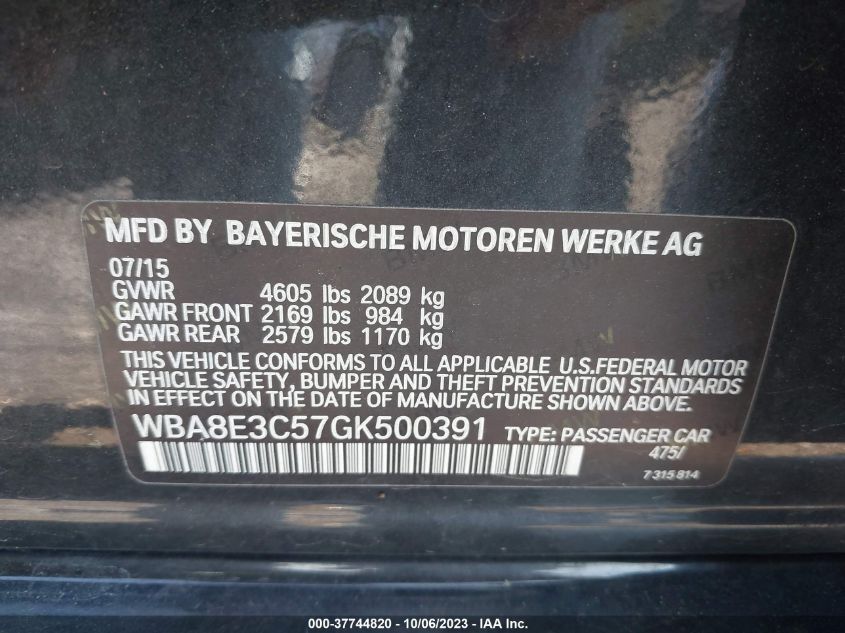 MFD BY BAYERISCHE MOTOREN WERKE AG
07/15
GVWR 4605 lbs 2089 kg
GAWR FRONT 2169 lbs 984 kg
GAWR REAR 2579 lbs 1170 kg
THIS VEHICLE CONFORMS TO ALL APPLICABLE U.S.FEDERAL MOTOR
VEHICLE SAFETY, BUMPER AND THEFT PREVENTION STANDARDS
IN EFFECT ON THE DATE OF MANUFACTURE SHOWN ABOVE.
WBA8E3C57GK500391 TYPE: PASSENGER CAR
475/
7 315 814
000-37744820 - 10/06/2023 - IAA Inc.